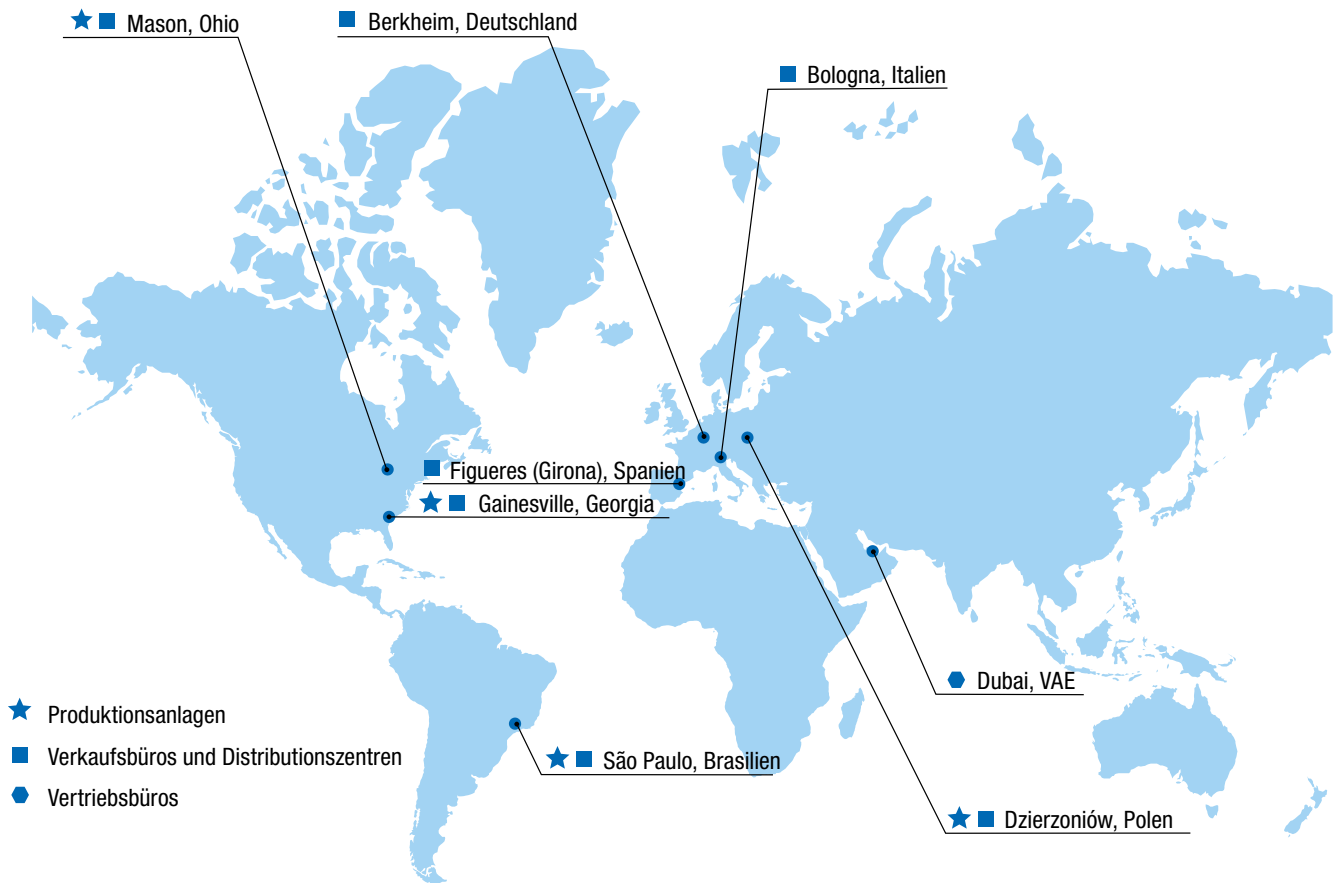 Mason, Ohio
Berkheim, Deutschland
Bologna, Italien
Figueres (Girona), Spanien
Gainesville, Georgia
Dubai, VAE
São Paulo, Brasilien
Dzierzoniów, Polen
Produktionsanlagen
Verkaufsbüros und Distributionszentren
Vertriebsbüros